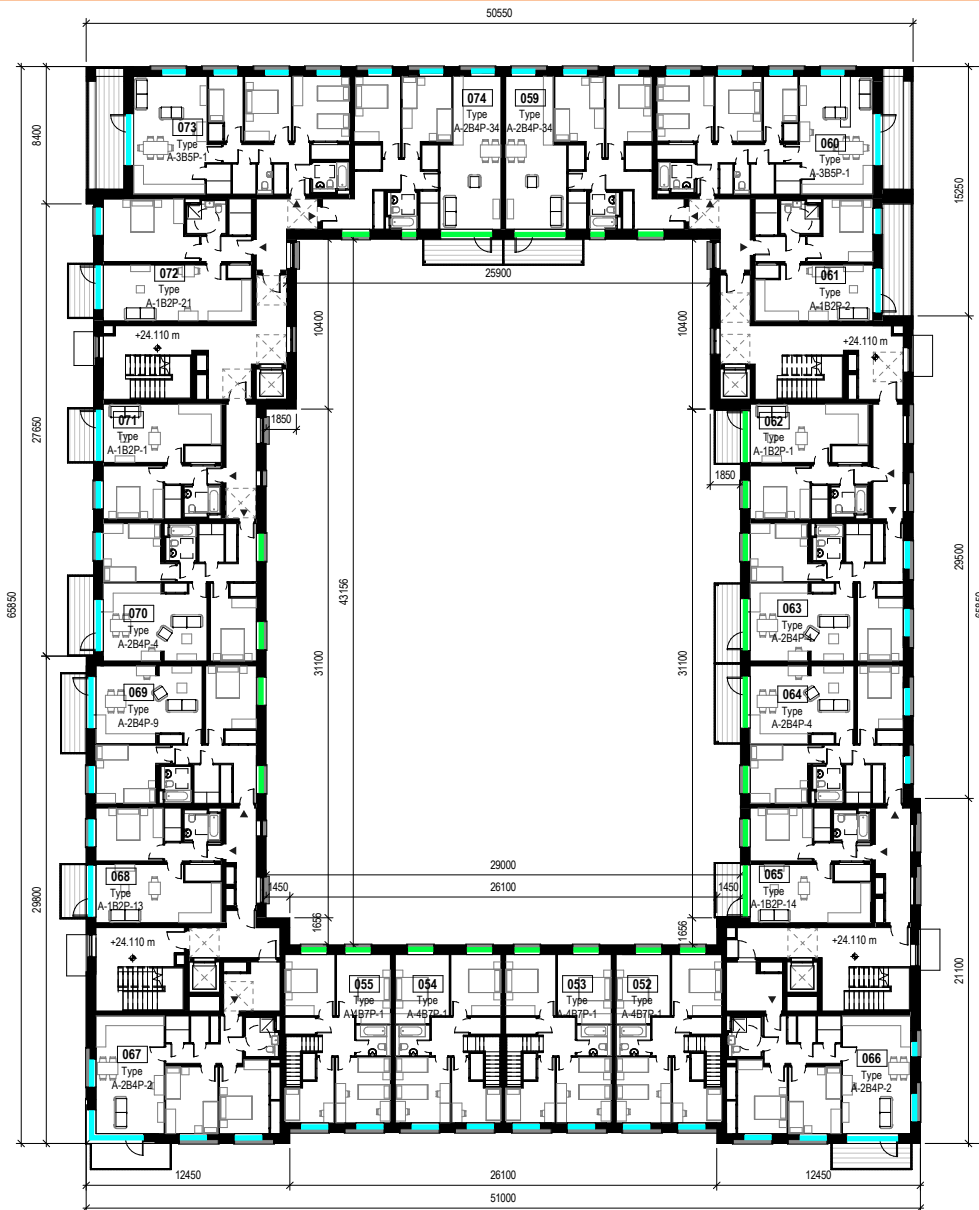 50550
8400
15250
073
Type
A-3B5P-1
074
Type
A-2B4P-34
059
Type
A-2B4P-34
060
Type
A-3B5P-1
072
Type
A-1B2P-21
25900
061
Type
A-1B2P-2
10400
10400
+24.110 m
+24.110 m
27650
071
Type
A-1B2P-1
1850
062
Type
A-1B2P-1
1850
65850
43156
29500
65850
070
Type
A-2B4P-4
063
Type
A-2B4P-4
31100
31100
069
Type
A-2B4P-9
064
Type
A-2B4P-4
29800
068
Type
A-1B2P-13
29000
1450
26100
1450
065
Type
A-1B2P-14
1656
1656
+24.110 m
+24.110 m
21100
055
Type
A-4B7P-1
054
Type
A-4B7P-1
053
Type
A-4B7P-1
052
Type
A-4B7P-1
067
Type
A-2B4P-2
066
Type
A-2B4P-2
12450
26100
12450
51000